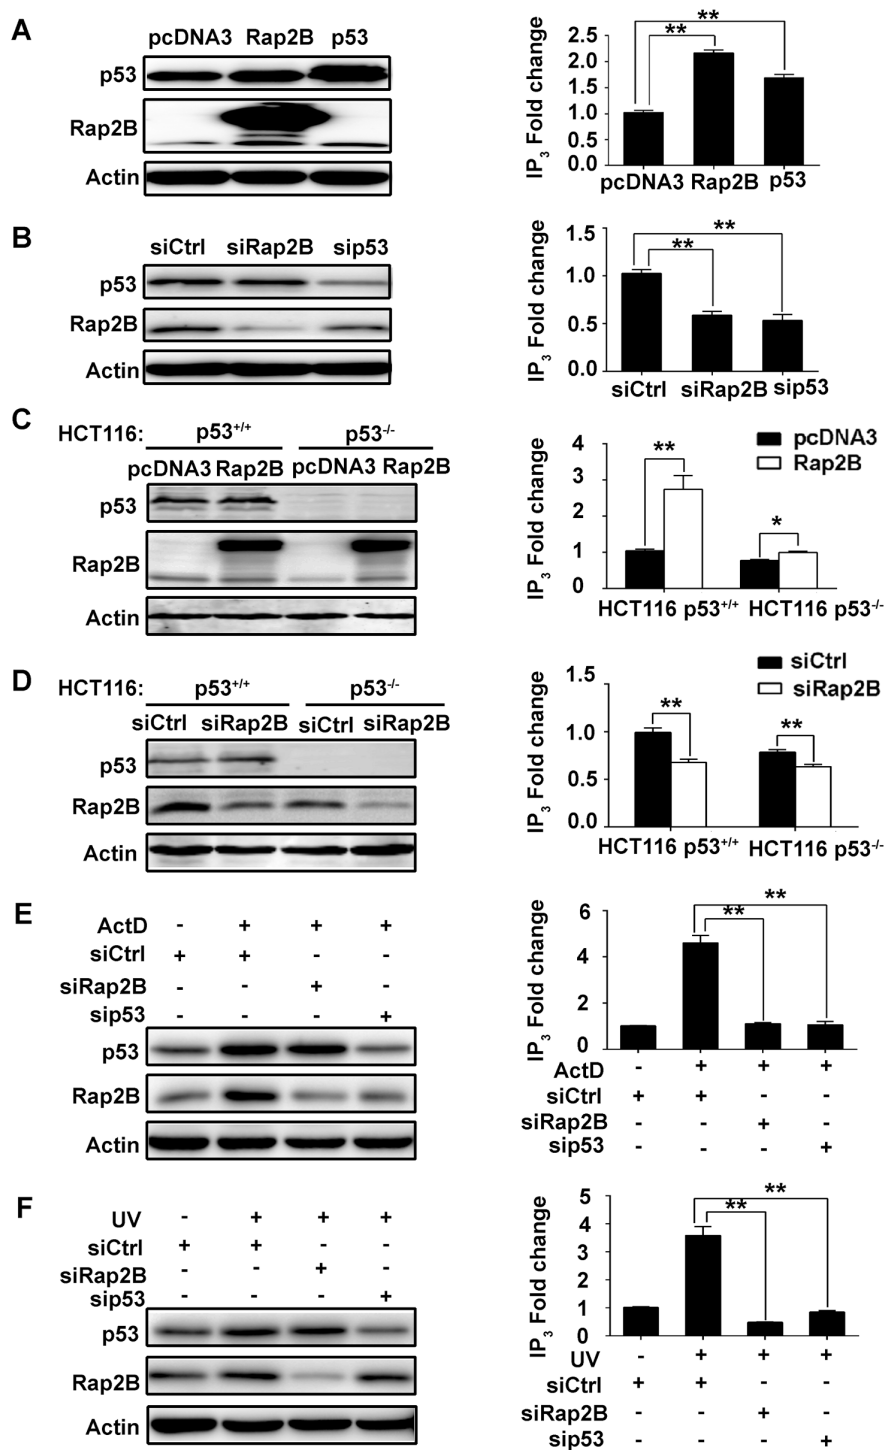 A
pcDNA3 Rap2B p53
p53
Rap2B
Actin
IP3 Fold change
2.5
2.0
1.5
1.0
0.5
0.0
**
**
pcDNA3 Rap2B p53
B
siCtrl siRap2B sip53
p53
Rap2B
Actin
IP3 Fold change
1.5
1.0
0.5
0.0
**
**
siCtrl siRap2B sip53
C
HCT116: p53+/+ p53-/-
pcDNA3 Rap2B pcDNA3 Rap2B
p53
Rap2B
Actin
IP3 Fold change
4
3
2
1
0
**
*
pcDNA3
Rap2B
HCT116 p53+/+ HCT116 p53-/-
D
HCT116: p53+/+ p53-/-
siCtrl siRap2B siCtrl siRap2B
p53
Rap2B
Actin
IP3 Fold change
1.5
1.0
0.5
0.0
**
**
siCtrl
siRap2B
HCT116 p53+/+ HCT116 p53-/-
E
ActD - + + +
siCtrl + + - -
siRap2B - - + -
sip53 - - - +
p53
Rap2B
Actin
IP3 Fold change
6
4
2
0
**
**
ActD - + + +
siCtrl + + - -
siRap2B - - + -
sip53 - - - +
F
UV - + + +
siCtrl + + - -
siRap2B - - + -
sip53 - - - +
p53
Rap2B
Actin
IP3 Fold change
5
4
3
2
1
0
**
**
UV - + + +
siCtrl + + - -
siRap2B - - + -
sip53 - - - +